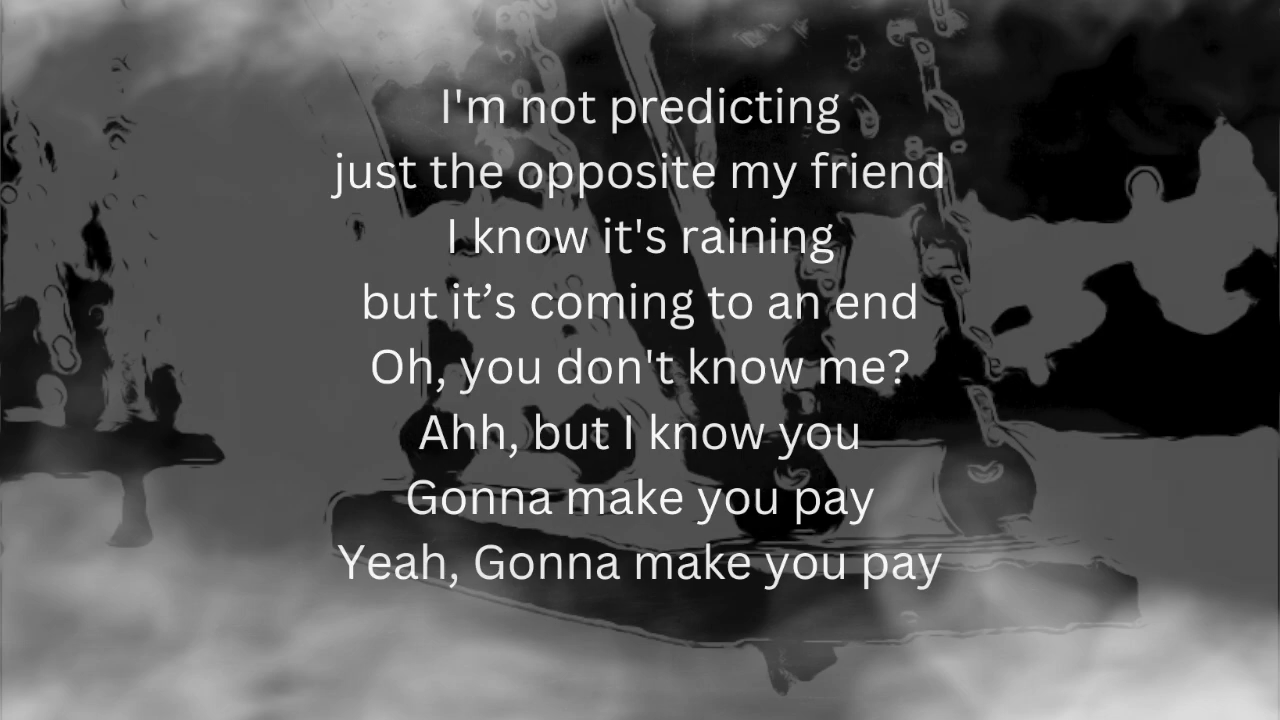 I'm not predicting
just the opposite my friend
I know it's raining
but it’s coming to an end
Oh, you don't know me?
Ahh, but I know you
Gonna make you pay
Yeah, Gonna make you pay